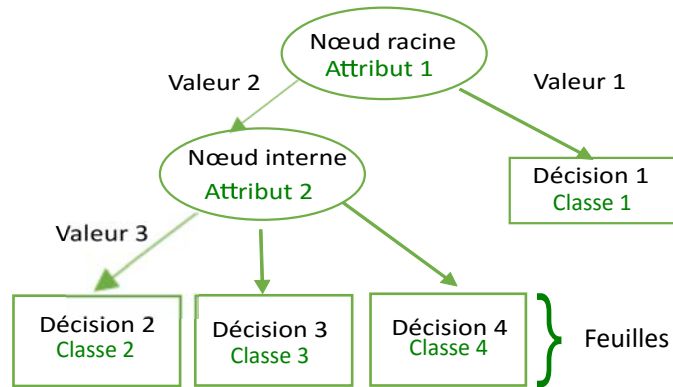 Nœud racine
Attribut 1
Valeur 2
Valeur 1
Nœud interne
Attribut 2
Décision 1
Classe 1
Valeur 3
Décision 2
Classe 2
Décision 3
Classe 3
Décision 4
Classe 4
Feuilles